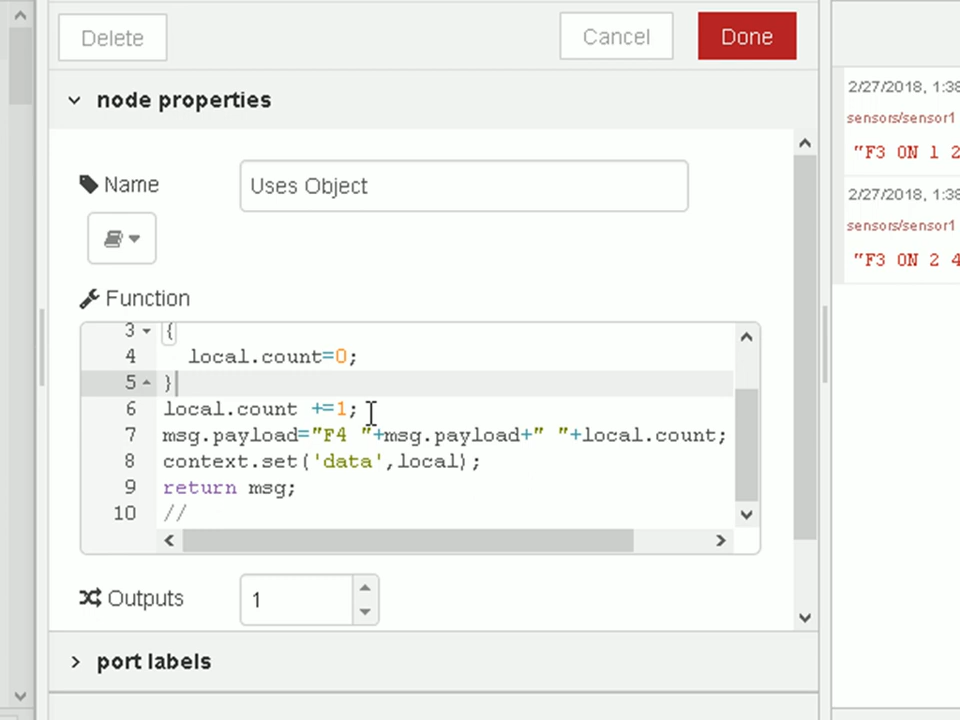 Delete
Cancel
Done
node properties
Name
Uses Object
Function
3 {
4 local.count=0;
5 }
6 local.count +=1;
7 msg.payload="F4 "+msg.payload+" "+local.count;
8 context.set('data',local);
9 return msg;
10 //
Outputs
1
port labels
2/27/2018, 1:38
sensors/sensor1
"F3 ON 1 2
2/27/2018, 1:38
sensors/sensor1
"F3 ON 2 4